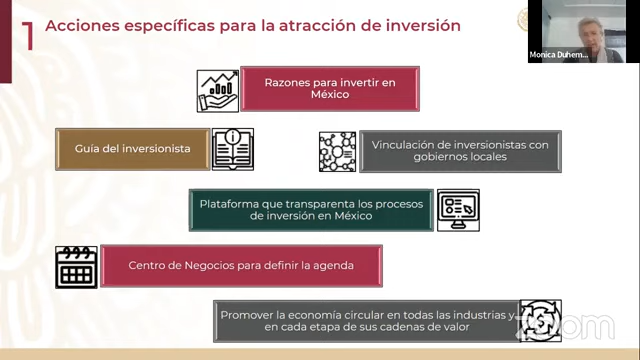 1 Acciones específicas para la atracción de inversión
Monica Duhem...
Razones para invertir en
México
Guía del inversionista
Vinculación de inversionistas con
gobiernos locales
Plataforma que transparenta los procesos
de inversión en México
Centro de Negocios para definir la agenda
Promover la economía circular en todas las industrias y
en cada etapa de sus cadenas de valor
zoom